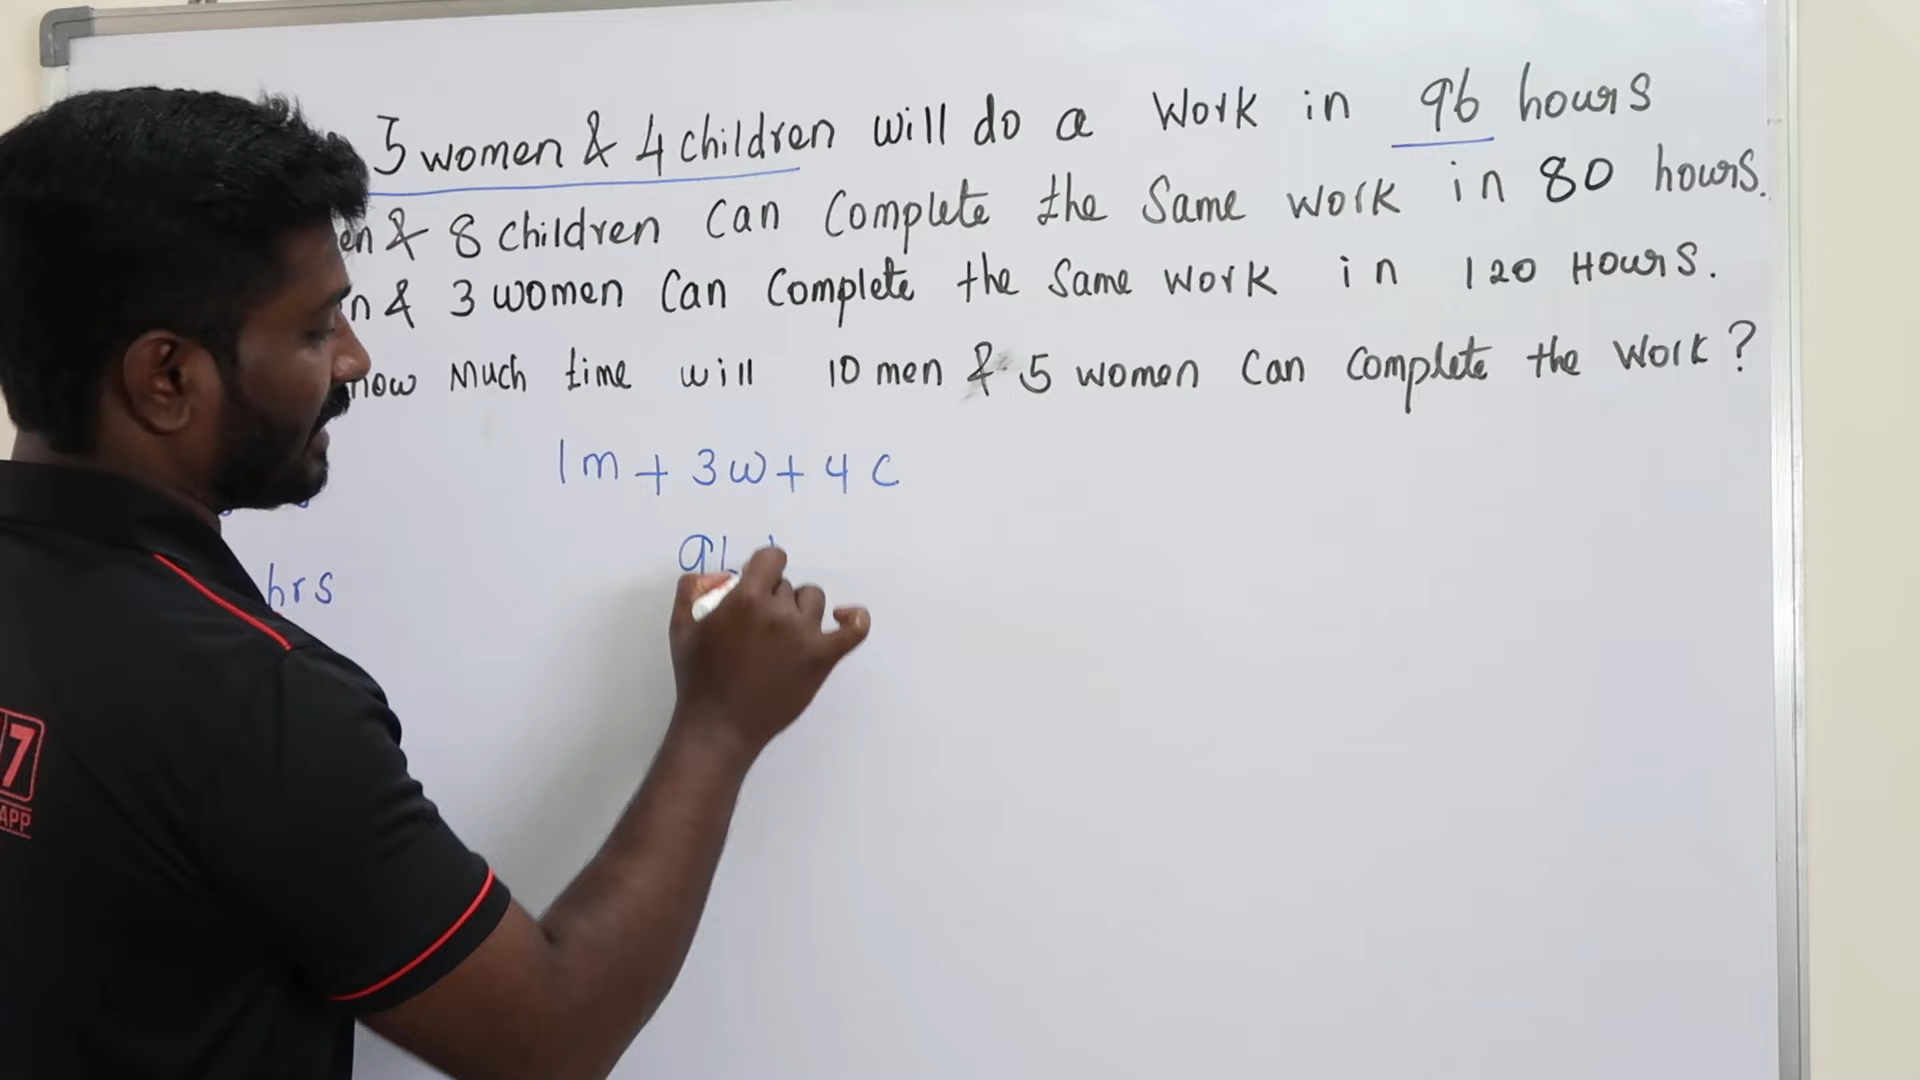 3 women & 4 children will do a work in 96 hours
en & 8 children can complete the same work in 80 hours.
n & 3 women can complete the same work in 120 Hours.
how much time will 10 men & 5 women can complete the work?
1m + 3w + 4c
96
hrs
7
APP